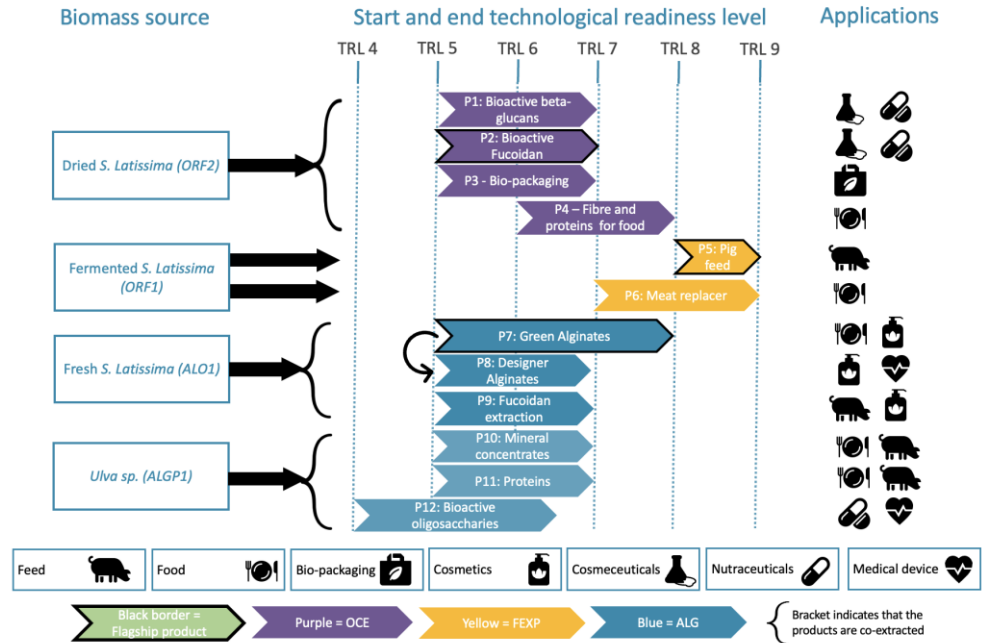 Biomass source
Start and end technological readiness level
Applications
TRL 4
TRL 5
TRL 6
TRL 7
TRL 8
TRL 9
Dried S. Latissima (ORF2)
P1: Bioactive beta-
glucans
P2: Bioactive
Fucoidan
P3 - Bio-packaging
P4 – Fibre and
proteins for food
Fermented S. Latissima
(ORF1)
P5: Pig
feed
P6: Meat replacer
Fresh S. Latissima (ALO1)
P7: Green Alginates
P8: Designer
Alginates
P9: Fucoidan
extraction
Ulva sp. (ALGP1)
P10: Mineral
concentrates
P11: Proteins
P12: Bioactive
oligosaccharies
Feed
Food
Bio-packaging
Cosmetics
Cosmeceuticals
Nutraceuticals
Medical device
Black border =
Flagship product
Purple = OCE
Yellow = FEXP
Blue = ALG
Bracket indicates that the
products are co-extracted